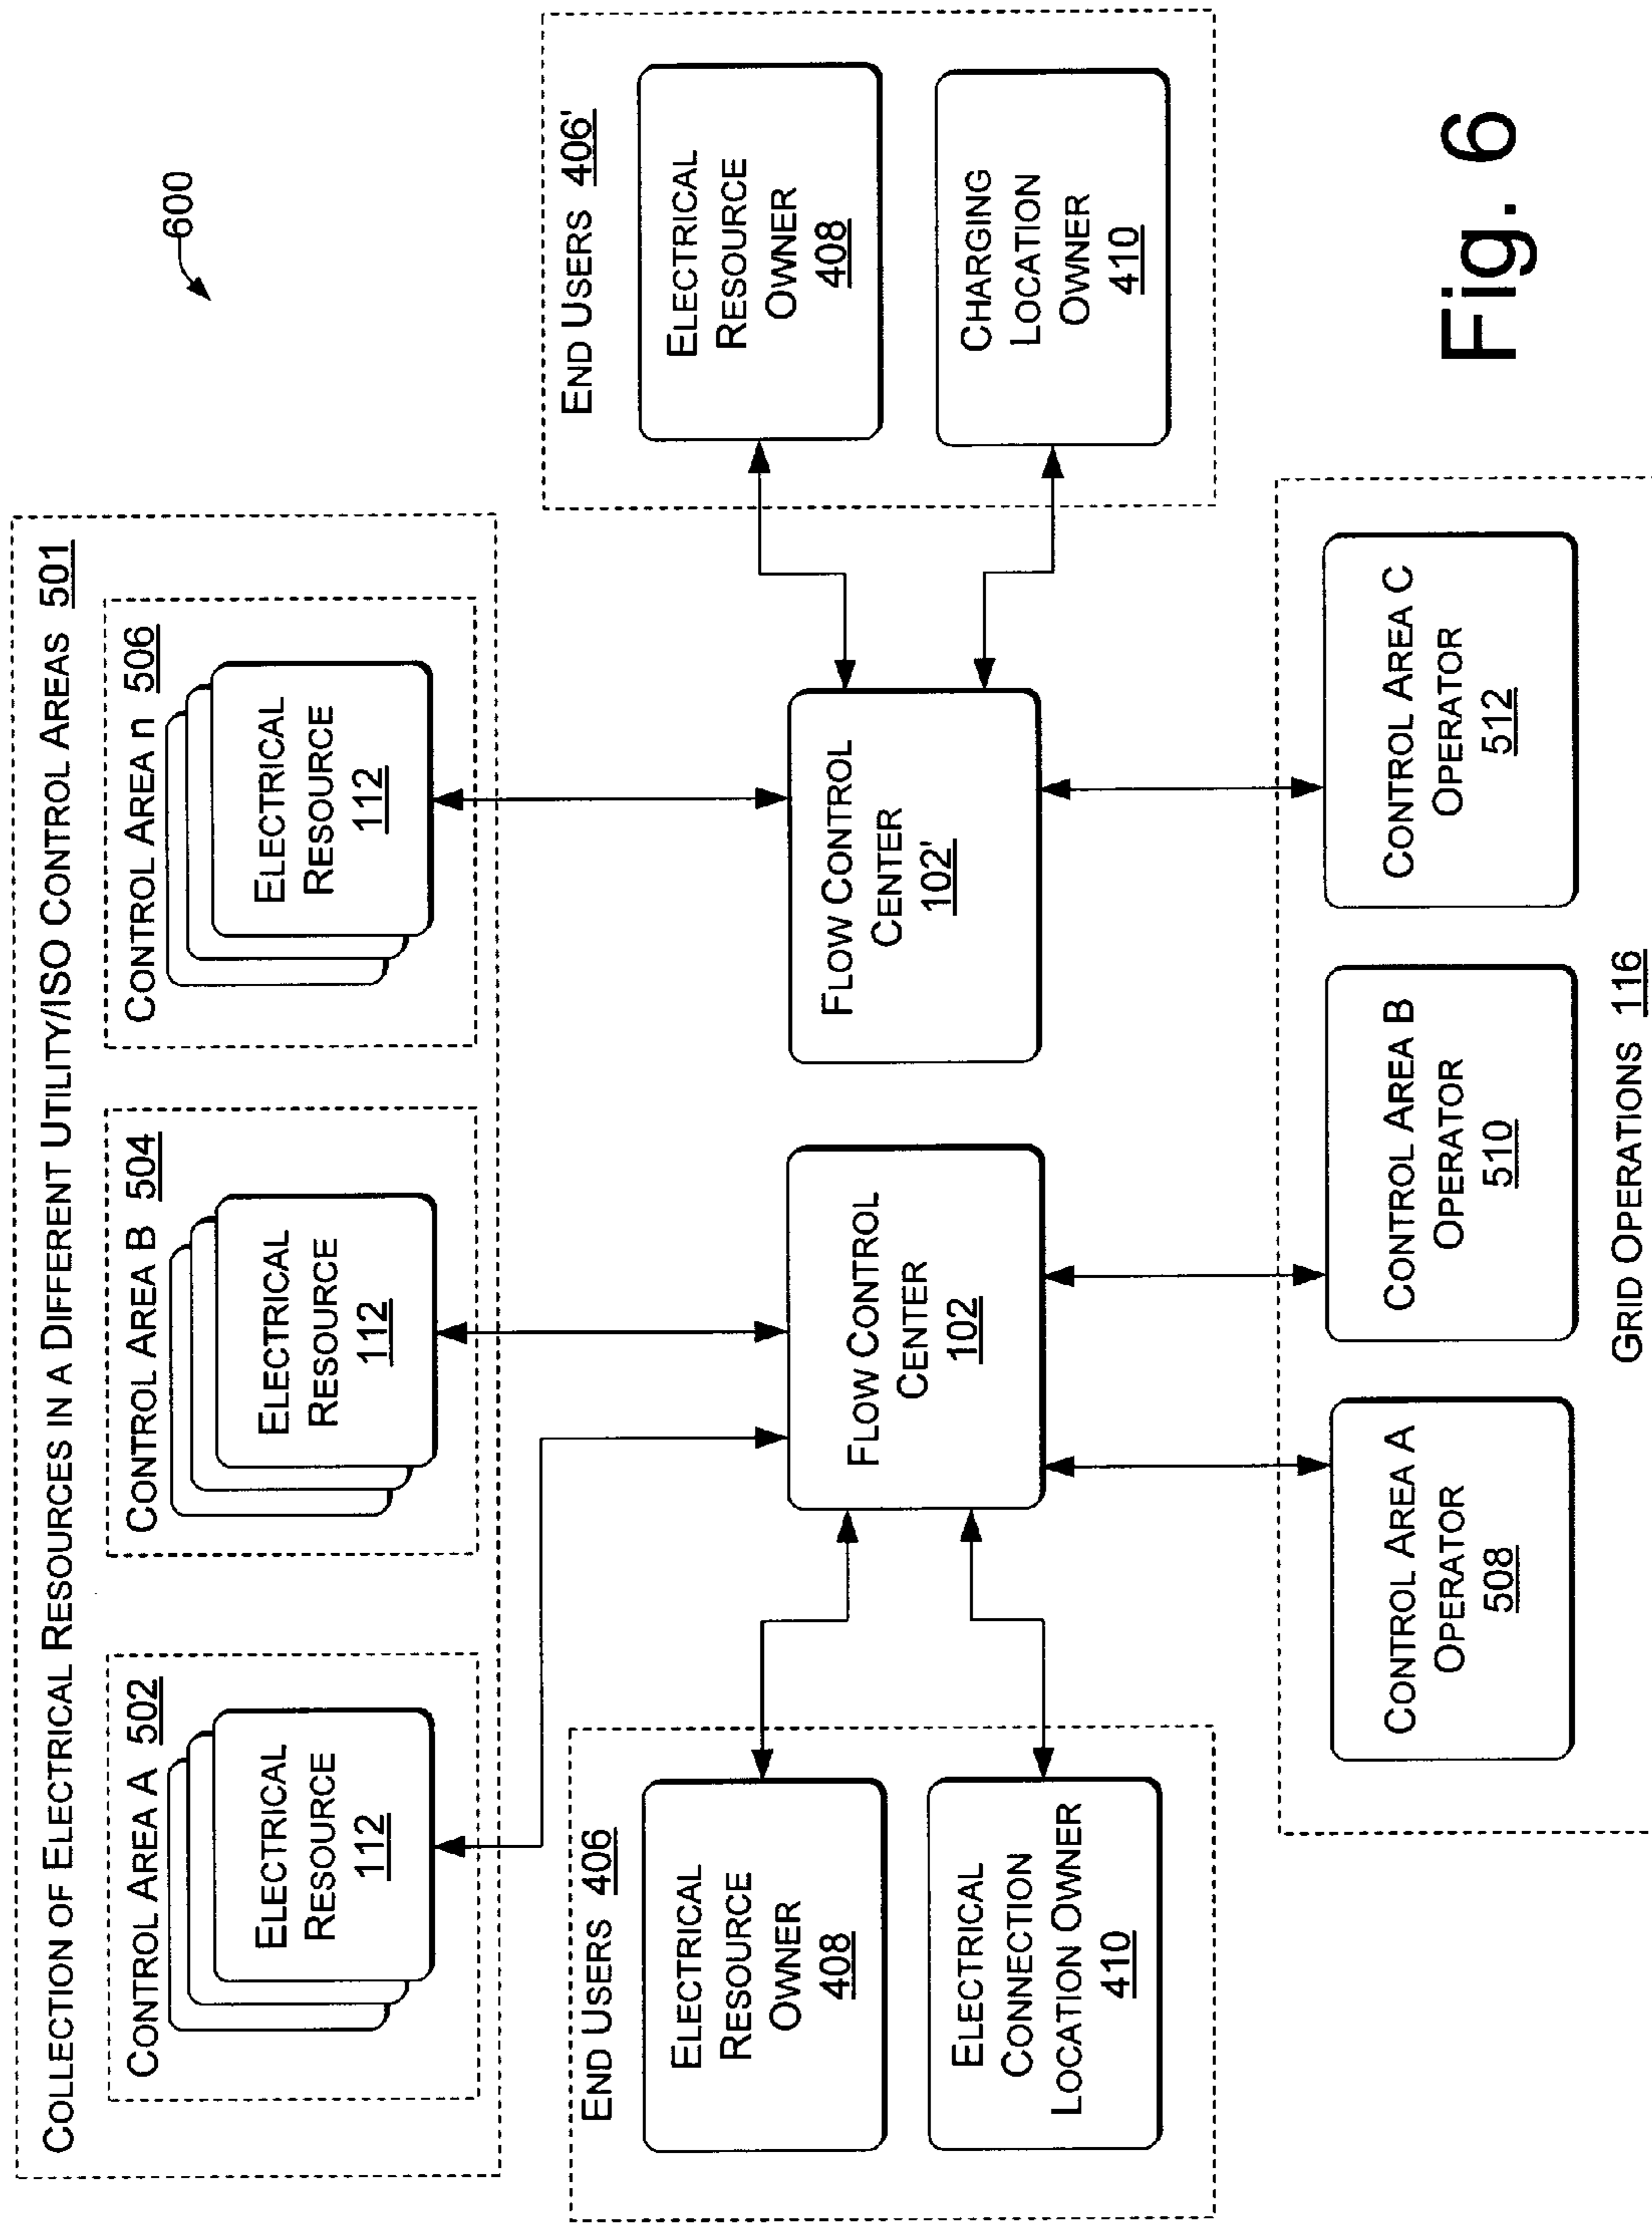 600
COLLECTION OF ELECTRICAL RESOURCES IN A DIFFERENT UTILITY/ISO CONTROL AREAS 501
CONTROL AREA A 502
ELECTRICAL
RESOURCE
112
CONTROL AREA B 504
ELECTRICAL
RESOURCE
112
CONTROL AREA n 506
ELECTRICAL
RESOURCE
112
END USERS 406
ELECTRICAL
RESOURCE
OWNER
408
ELECTRICAL
CONNECTION
LOCATION OWNER
410
FLOW CONTROL
CENTER
102
FLOW CONTROL
CENTER
102'
END USERS 406'
ELECTRICAL
RESOURCE
OWNER
408
CHARGING
LOCATION
OWNER
410
CONTROL AREA A
OPERATOR
508
CONTROL AREA B
OPERATOR
510
CONTROL AREA C
OPERATOR
512
GRID OPERATIONS 116
Fig. 6